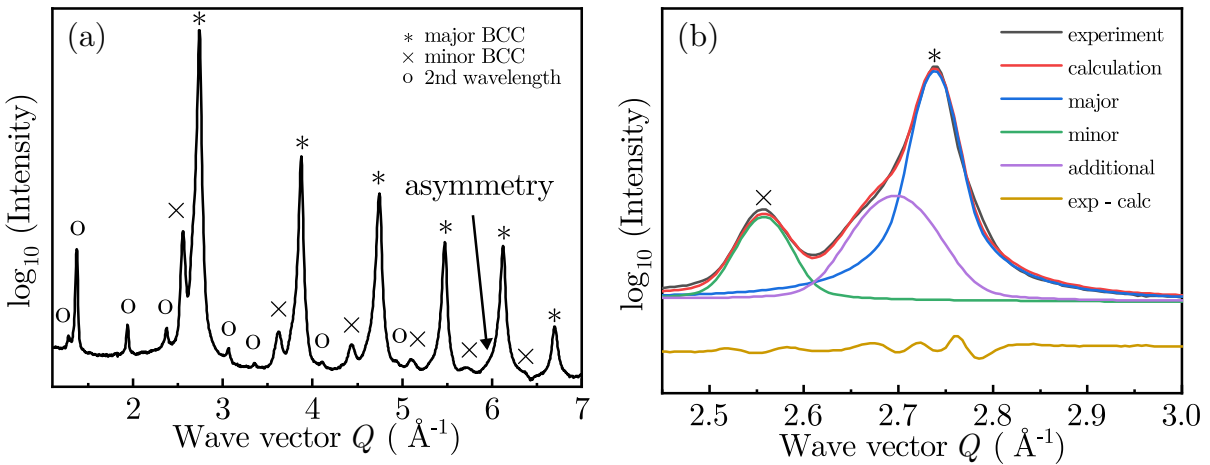 (a)
* major BCC
× minor BCC
o 2nd wavelength
asymmetry
log₁₀ (Intensity)
2 3 4 5 6 7
Wave vector Q ( Å⁻¹)
(b)
experiment
calculation
major
minor
additional
exp - calc
log₁₀ (Intensity)
2.5 2.6 2.7 2.8 2.9 3.0
Wave vector Q ( Å⁻¹)